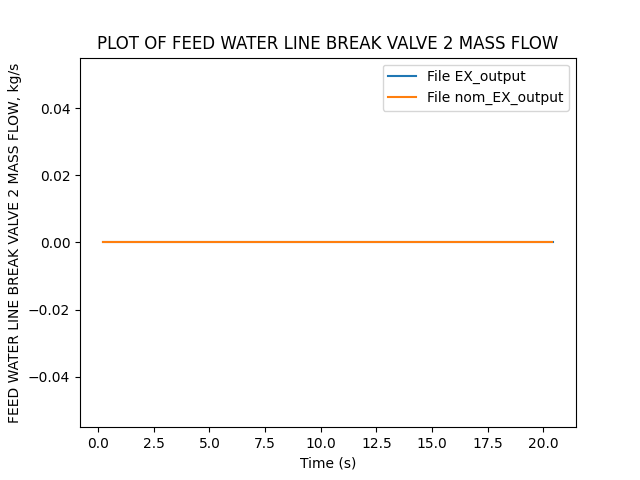 PLOT OF FEED WATER LINE BREAK VALVE 2 MASS FLOW
File EX_output
File nom_EX_output
FEED WATER LINE BREAK VALVE 2 MASS FLOW, kg/s
0.04
0.02
0.00
−0.02
−0.04
0.0 2.5 5.0 7.5 10.0 12.5 15.0 17.5 20.0
Time (s)